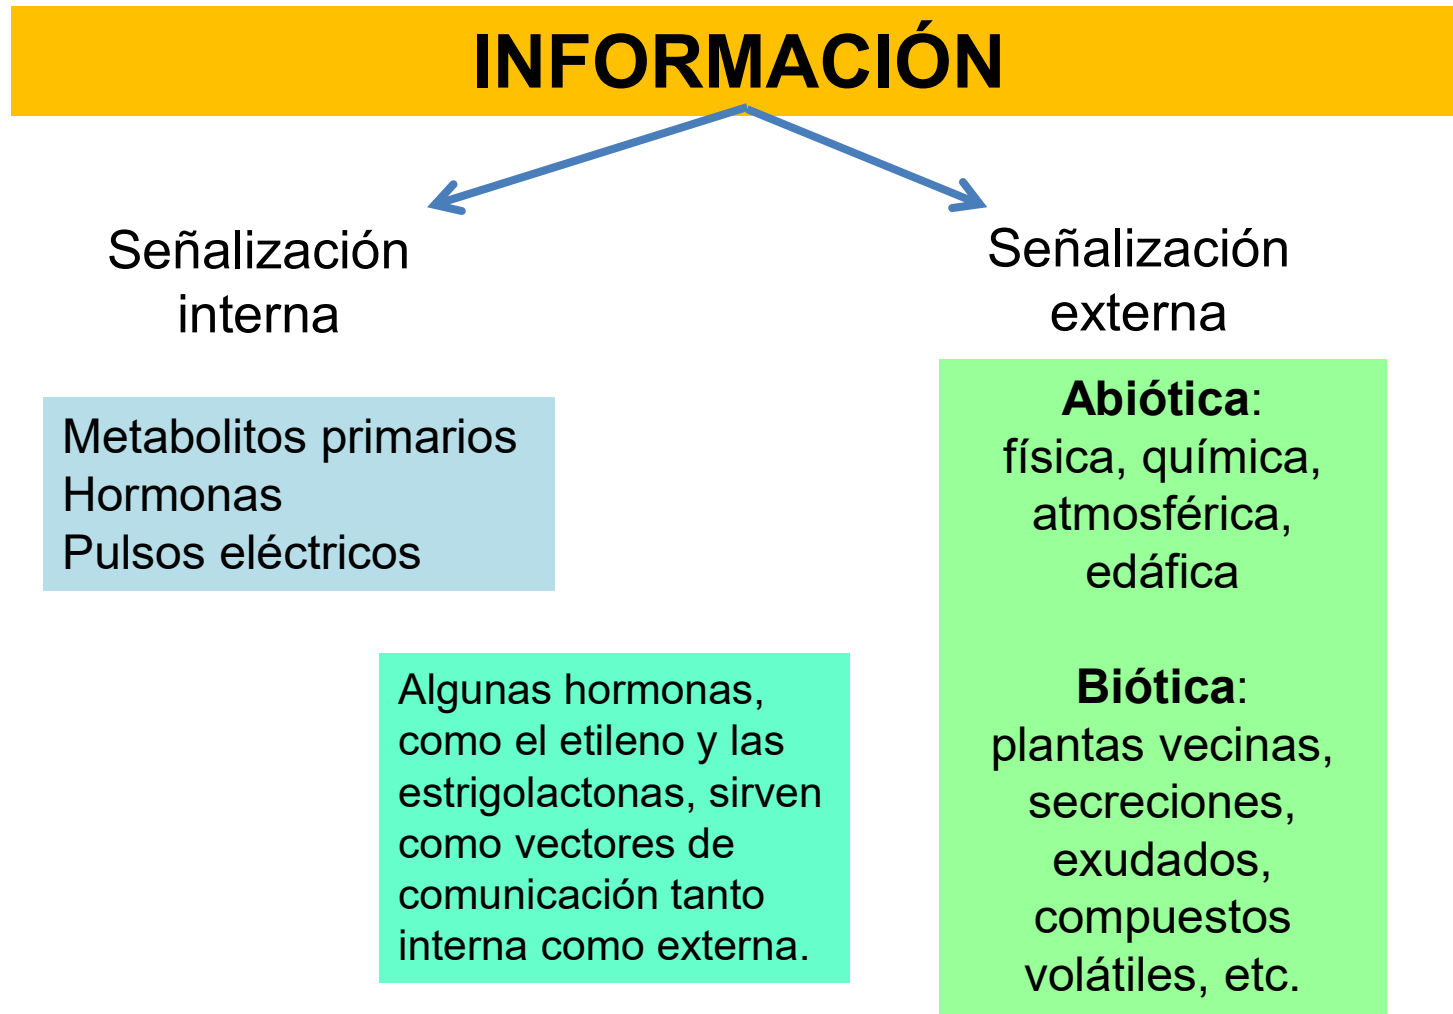 INFORMACIÓN
Señalización
interna
Metabolitos primarios
Hormonas
Pulsos eléctricos
Algunas hormonas,
como el etileno y las
estrigolactonas, sirven
como vectores de
comunicación tanto
interna como externa.
Señalización
externa
Abiótica:
física, química,
atmosférica,
edáfica
Biótica:
plantas vecinas,
secreciones,
exudados,
compuestos
volátiles, etc.